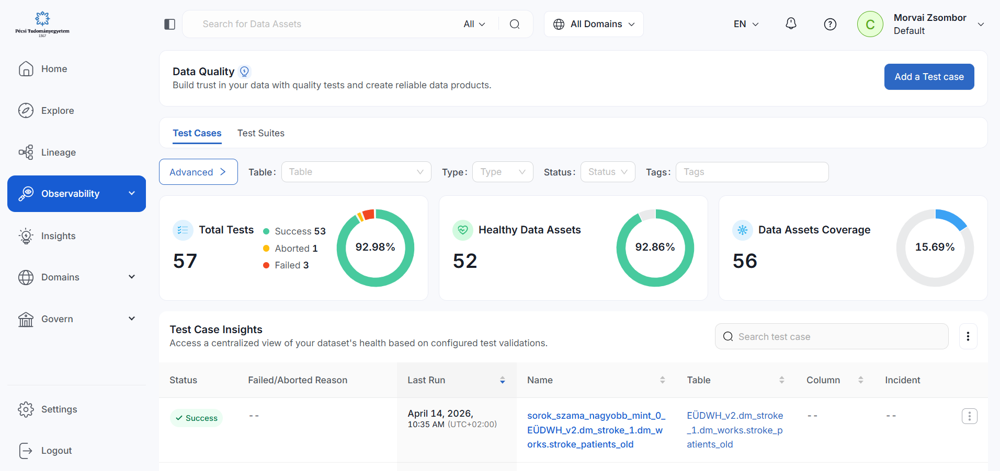 Pécsi Tudományegyetem
1367
Search for Data Assets
All
All Domains
EN
C
Morvai Zsombor
Default
Home
Explore
Lineage
Observability
Insights
Domains
Govern
Settings
Logout
Data Quality
Build trust in your data with quality tests and create reliable data products.
Add a Test case
Test Cases
Test Suites
Advanced
Table:
Table
Type:
Type
Status:
Status
Tags:
Tags
Total Tests
57
Success 53
Aborted 1
Failed 3
92.98%
Healthy Data Assets
52
92.86%
Data Assets Coverage
56
15.69%
Test Case Insights
Access a centralized view of your dataset's health based on configured test validations.
Search test case
Status
Failed/Aborted Reason
Last Run
Name
Table
Column
Incident
Success
--
April 14, 2026,
10:35 AM (UTC+02:00)
sorok_szama_nagyobb_mint_0_
EÜDWH_v2.dm_stroke_1.dm_w
orks.stroke_patients_old
EÜDWH_v2.dm_stroke
_1.dm_works.stroke_p
atients_old
--
--